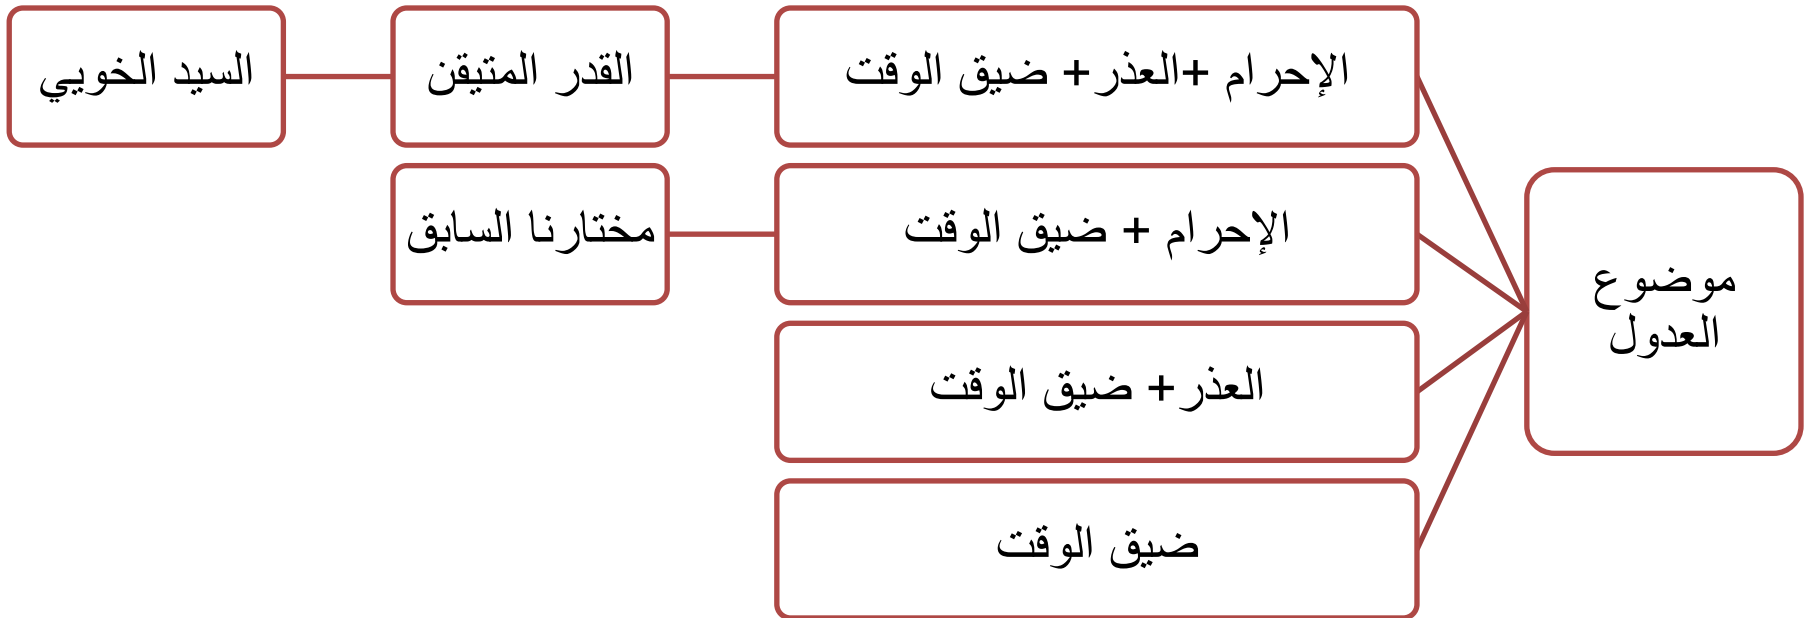 موضوع
العدول
الإحرام +العذر+ ضيق الوقت
القدر المتيقن
السيد الخويي
الإحرام + ضيق الوقت
مختارنا السابق
العذر+ ضيق الوقت
ضيق الوقت